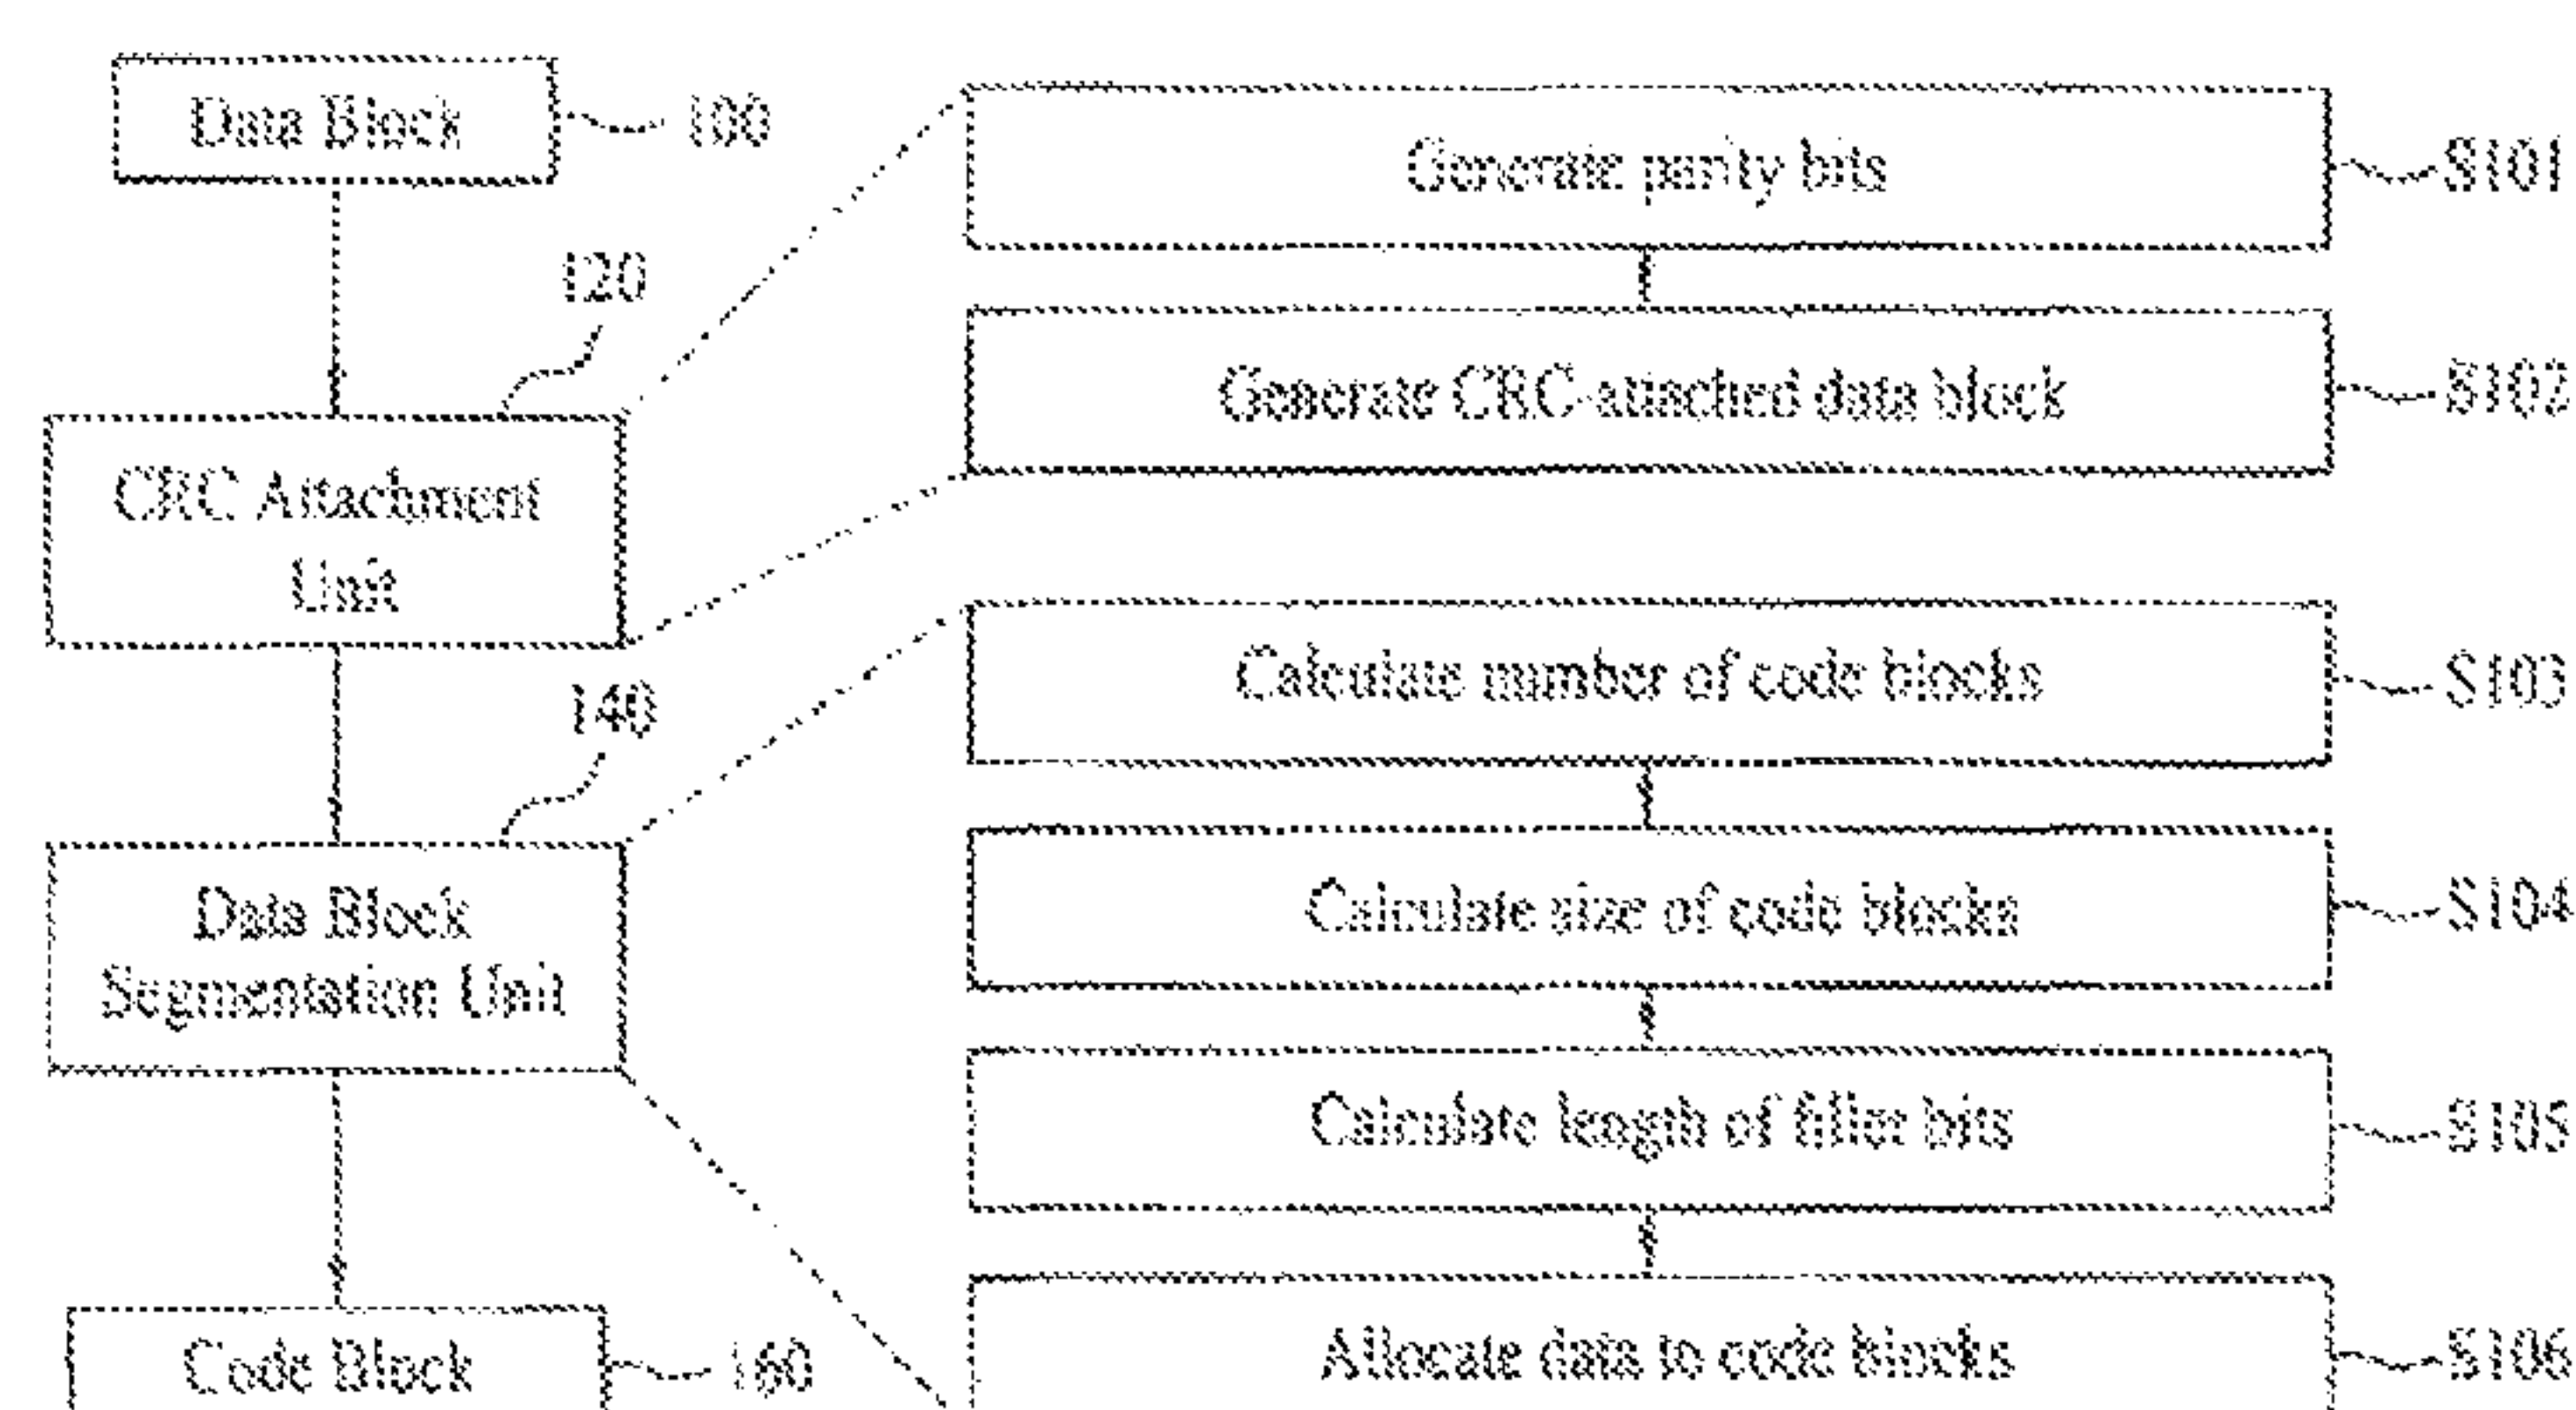 Data Block
100
120
CRC Attachment
Unit
140
Data Block
Segmentation Unit
Code Block
160
Generate parity bits
S101
Generate CRC-attached data block
S102
Calculate number of code blocks
S103
Calculate size of code blocks
S104
Calculate length of filler bits
S105
Allocate data to code blocks
S106